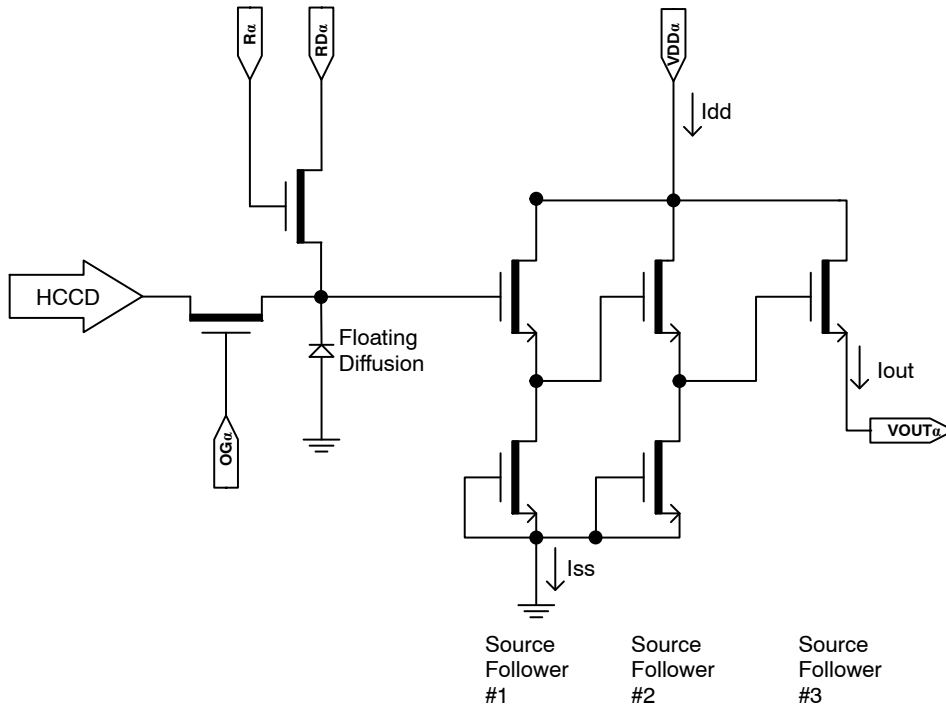 Rα
RDα
VDDα
Idd
HCCD
Floating
Diffusion
Iout
OGα
VOUTα
Iss
Source
Follower
#1
Source
Follower
#2
Source
Follower
#3